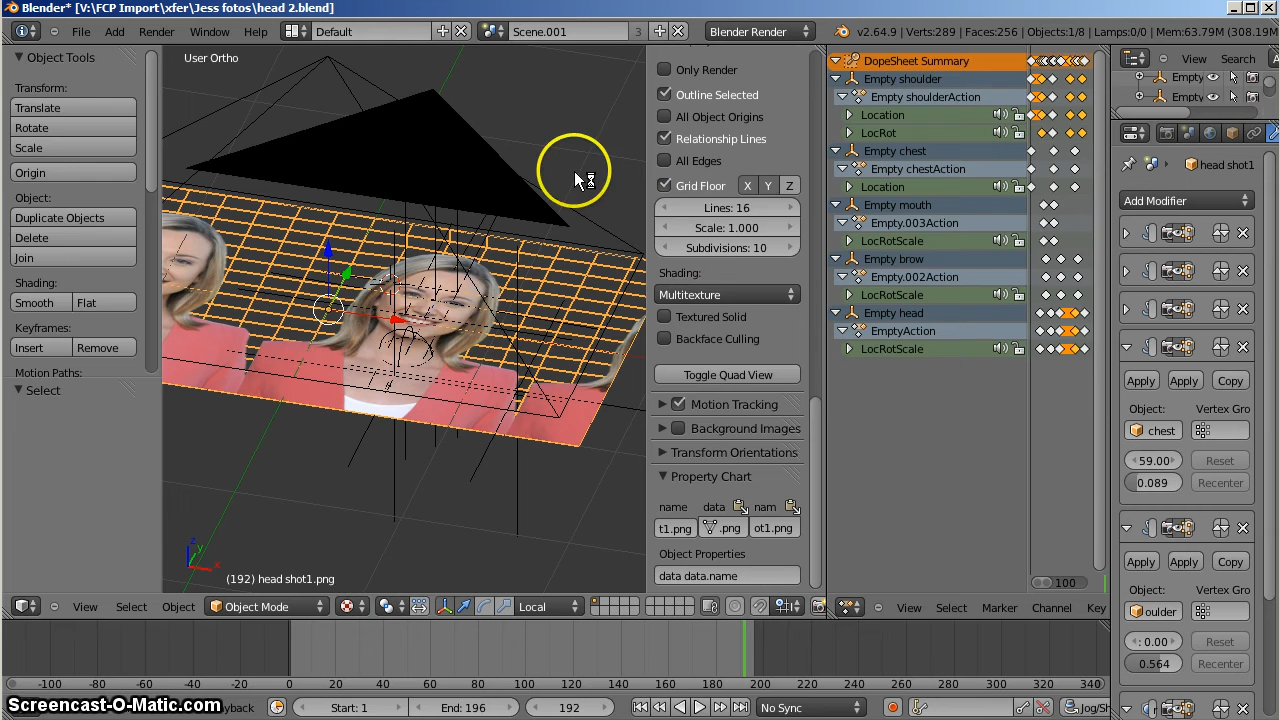 Blender* [V:\FCP Import\xfer\Jess fotos\head 2.blend]
File Add Render Window Help Default Scene.001 3 Blender Render v2.64.9 | Verts:289 | Faces:256 | Objects:1/8 | Lamps:0/0 | Mem:63.79M (308.19M
Object Tools
Transform:
Translate
Rotate
Scale
Origin
Object:
Duplicate Objects
Delete
Join
Shading:
Smooth Flat
Keyframes:
Insert Remove
Motion Paths:
Select
User Ortho
z y x
(192) head shot1.png
Only Render
Outline Selected
All Object Origins
Relationship Lines
All Edges
Grid Floor X Y Z
Lines: 16
Scale: 1.000
Subdivisions: 10
Shading:
Multitexture
Textured Solid
Backface Culling
Toggle Quad View
Motion Tracking
Background Images
Transform Orientations
Property Chart
name data nam
t1.png .png ot1.png
Object Properties
data data.name
DopeSheet Summary
Empty shoulder
Empty shoulderAction
Location
LocRot
Empty chest
Empty chestAction
Location
Empty mouth
Empty.003Action
LocRotScale
Empty brow
Empty.002Action
LocRotScale
Empty head
EmptyAction
LocRotScale
100
View Search A
Empty
Empty
head shot1
Add Modifier
Apply Apply Copy
Object: Vertex Gro
chest
59.00 Reset
0.089 Recenter
Apply Apply Copy
Object: Vertex Gro
oulder
: 0.00 Reset
0.564 Recenter
View Select Object Object Mode Local
View Select Marker Channel Key
-100 -80 -60 -40 -20 0 20 40 60 80 100 120 140 160 180 200 220 240 260 280 300 320 340
Screencast-O-Matic.com
yback Start: 1 End: 196 192 No Sync Jog/Sh